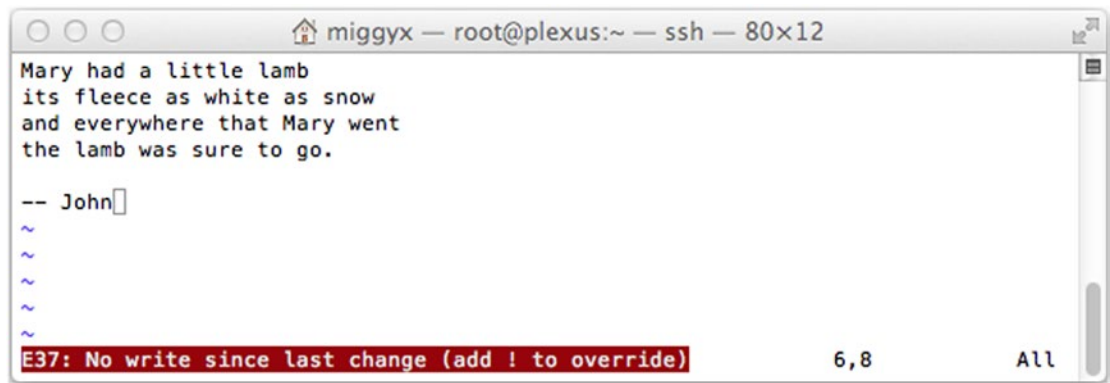 miggyx — root@plexus:~ — ssh — 80×12
Mary had a little lamb
its fleece as white as snow
and everywhere that Mary went
the lamb was sure to go.
-- John
~
~
~
~
~
E37: No write since last change (add ! to override) 6,8 All